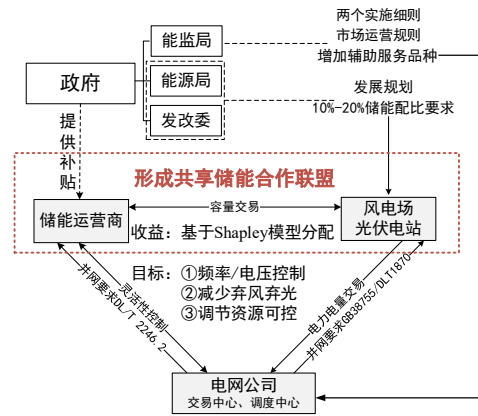 能监局
两个实施细则
市场运营规则
增加辅助服务品种
政府
能源局
发改委
发展规划
10%-20%储能配比要求
提供补贴
形成共享储能合作联盟
储能运营商
容量交易
收益：基于Shapley模型分配
风电场
光伏电站
目标：①频率/电压控制
②减少弃风弃光
③调节资源可控
灵活性控制
并网要求DL/T 2246.2
电力电量交易
并网要求GB38755/DLT1870
电网公司
交易中心、调度中心